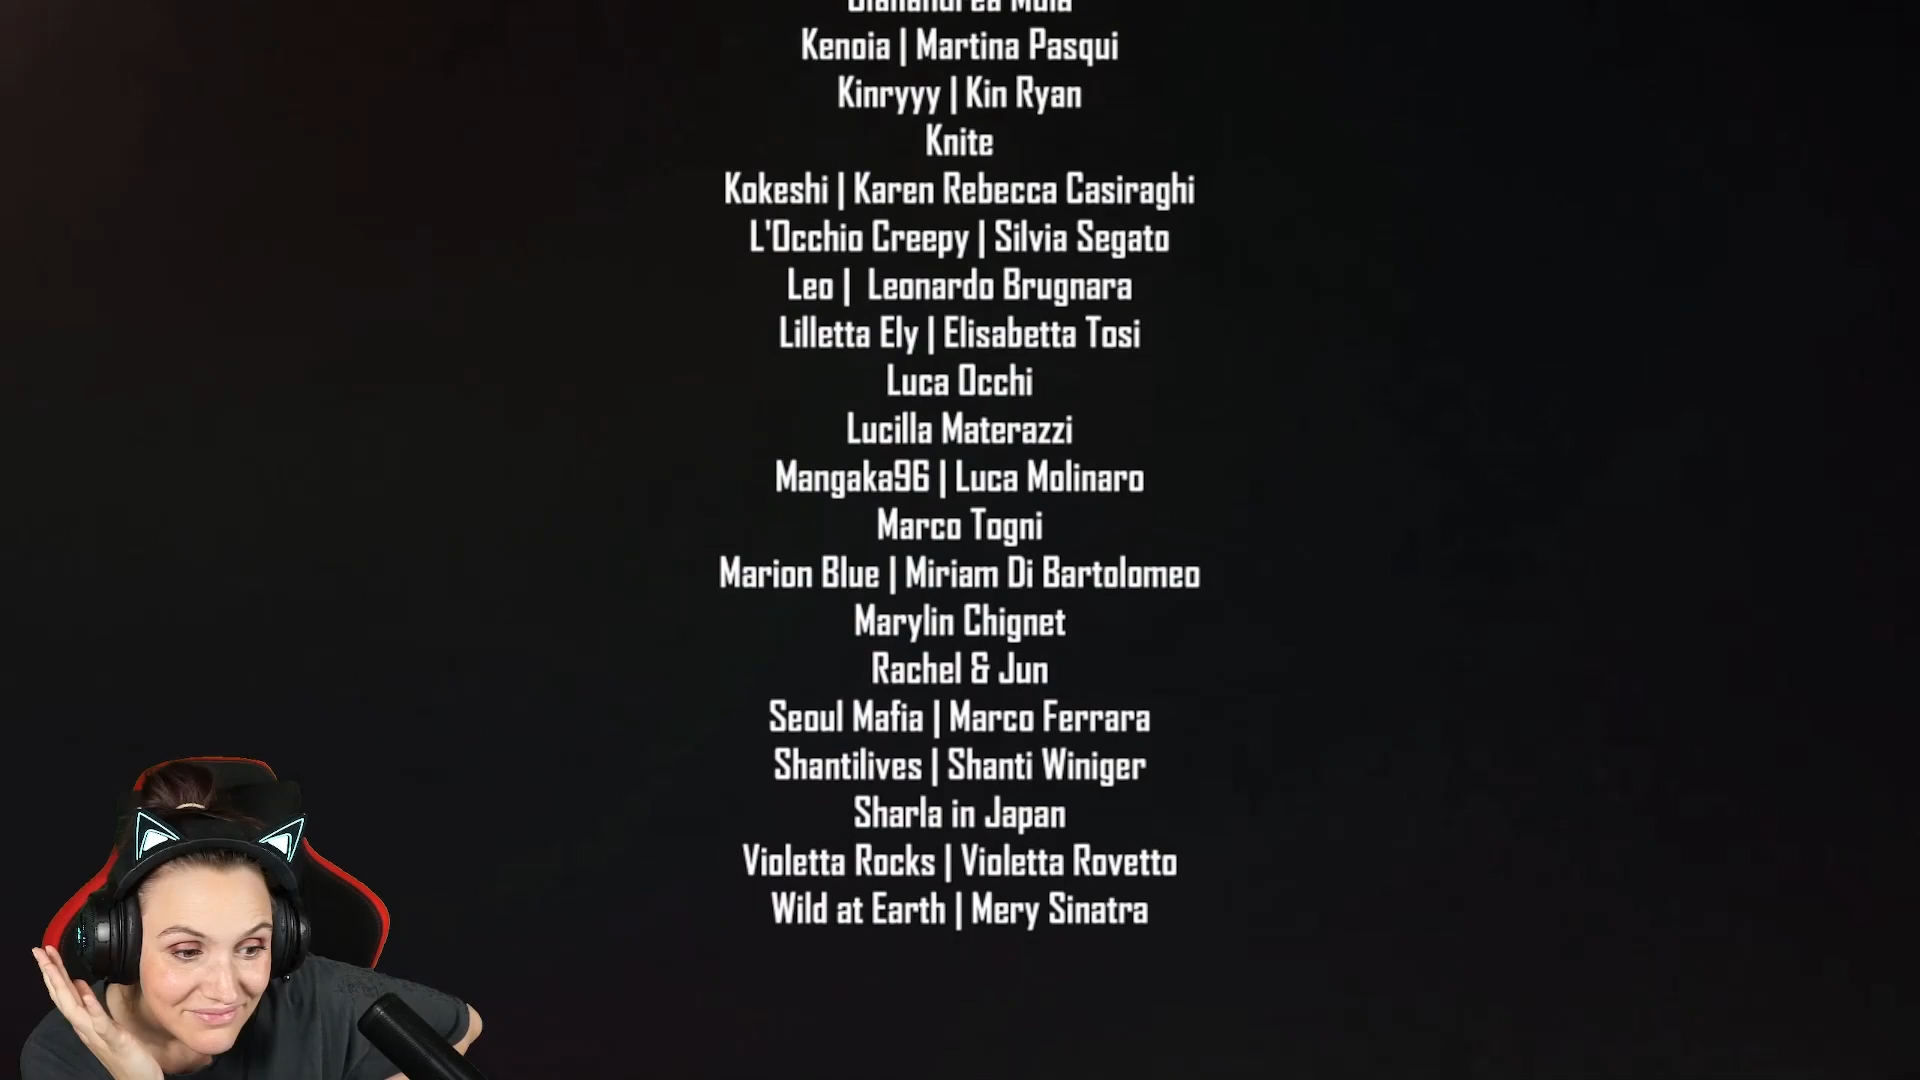 Kenoia | Martina Pasqui
Kinryyy | Kin Ryan
Knite
Kokeshi | Karen Rebecca Casiraghi
L'Occhio Creepy | Silvia Segato
Leo |  Leonardo Brugnara
Lilletta Ely | Elisabetta Tosi
Luca Occhi
Lucilla Materazzi
Mangaka96 | Luca Molinaro
Marco Togni
Marion Blue | Miriam Di Bartolomeo
Marylin Chignet
Rachel & Jun
Seoul Mafia | Marco Ferrara
Shantilives | Shanti Winiger
Sharla in Japan
Violetta Rocks | Violetta Rovetto
Wild at Earth | Mery Sinatra